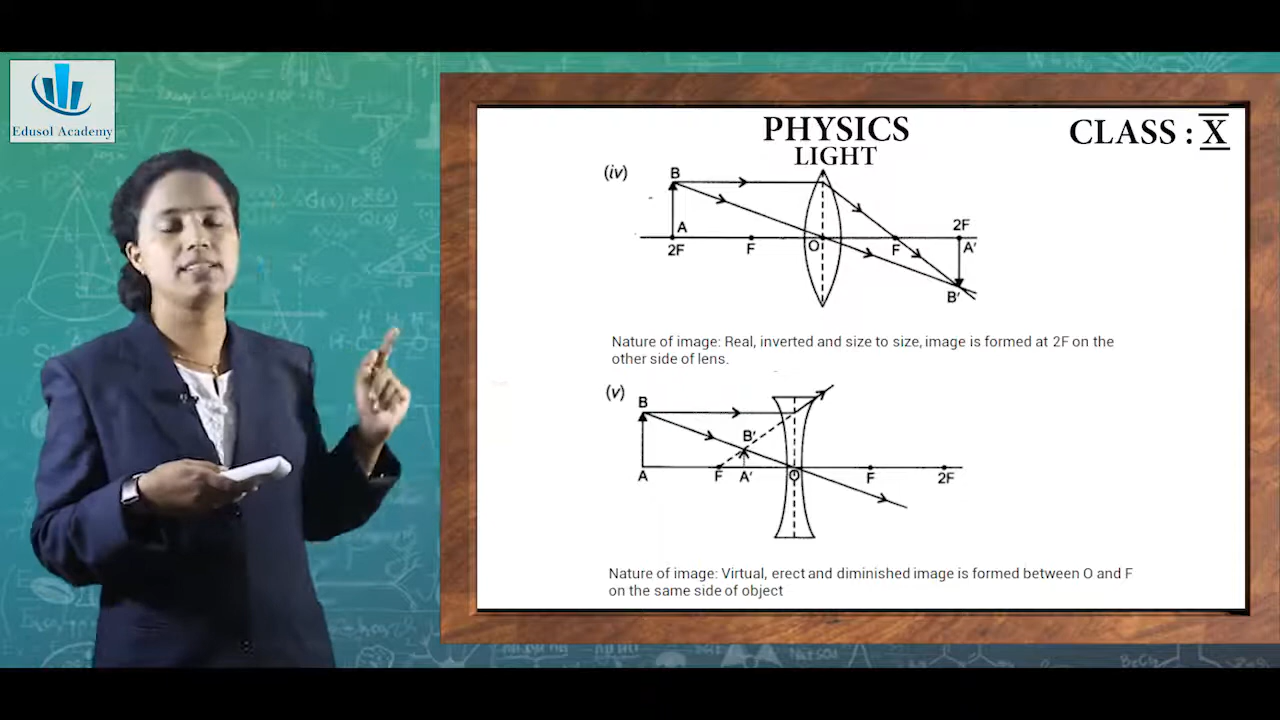 Edusol Academy
PHYSICS
CLASS : X
LIGHT
(iv)
B
A
2F
F
O
F
2F
A'
B'
Nature of image: Real, inverted and size to size, image is formed at 2F on the
other side of lens.
(v)
B
B'
A
F
A'
O
F
2F
Nature of image: Virtual, erect and diminished image is formed between O and F
on the same side of object